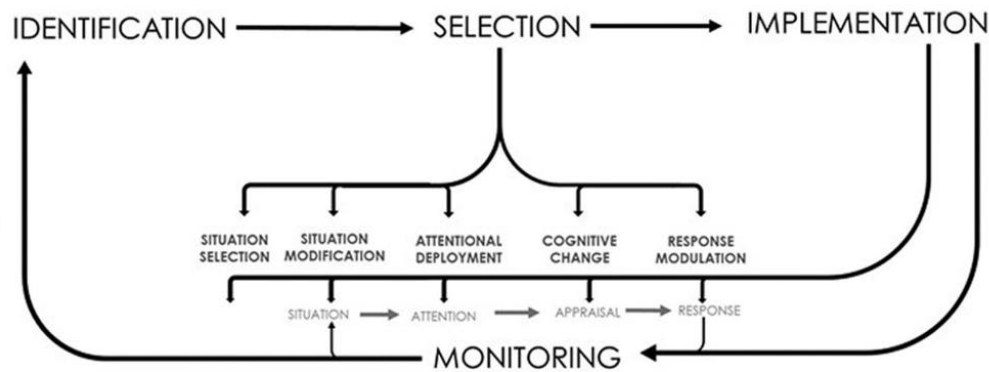 IDENTIFICATION
SELECTION
IMPLEMENTATION
SITUATION
SELECTION
SITUATION
MODIFICATION
ATTENTIONAL
DEPLOYMENT
COGNITIVE
CHANGE
RESPONSE
MODULATION
SITUATION
ATTENTION
APPRAISAL
RESPONSE
MONITORING